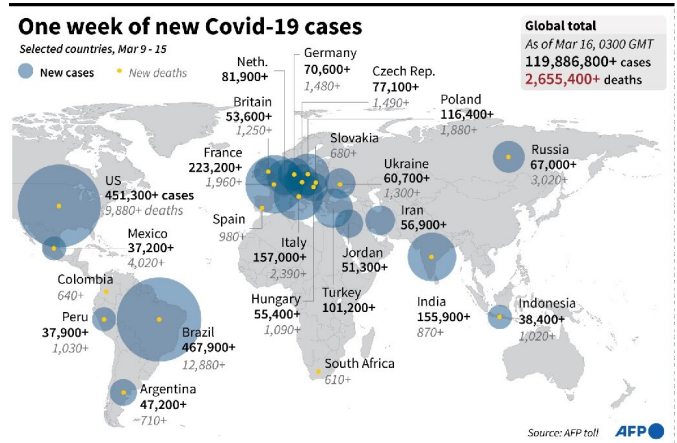 One week of new Covid-19 cases
Selected countries, Mar 9 - 15
New cases
New deaths
Global total
As of Mar 16, 0300 GMT
119,886,800+ cases
2,655,400+ deaths
Neth.
81,900+
Germany
70,600+
1,480+
Czech Rep.
77,100+
1,490+
Poland
116,400+
1,880+
Britain
53,600+
1,250+
Slovakia
680+
France
223,200+
1,960+
Ukraine
60,700+
1,300+
Russia
67,000+
3,020+
US
451,300+ cases
9,880+ deaths
Spain
980+
Iran
56,900+
Mexico
37,200+
4,020+
Italy
157,000+
2,390+
Jordan
51,300+
Colombia
640+
Hungary
55,400+
1,090+
Turkey
101,200+
India
155,900+
870+
Indonesia
38,400+
1,020+
Peru
37,900+
1,030+
Brazil
467,900+
12,880+
South Africa
610+
Argentina
47,200+
710+
Source: AFP toll
AFP